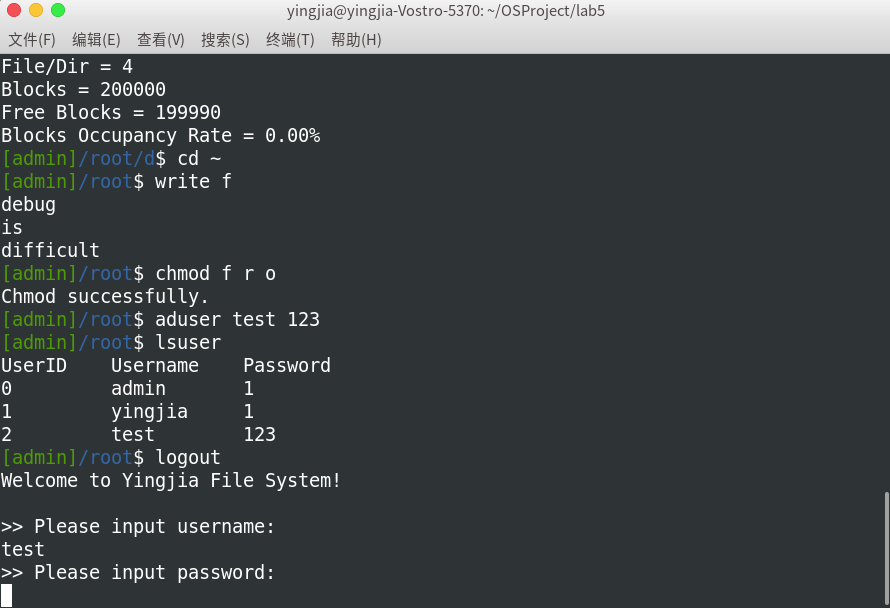 yingjia@yingjia-Vostro-5370: ~/OSProject/lab5
文件(F) 编辑(E) 查看(V) 搜索(S) 终端(T) 帮助(H)
File/Dir = 4
Blocks = 200000
Free Blocks = 199990
Blocks Occupancy Rate = 0.00%
[admin]/root/d$ cd ~
[admin]/root$ write f
debug
is
difficult
[admin]/root$ chmod f r o
Chmod successfully.
[admin]/root$ aduser test 123
[admin]/root$ lsuser
UserID    Username    Password
0         admin       1
1         yingjia     1
2         test        123
[admin]/root$ logout
Welcome to Yingjia File System!
>> Please input username:
test
>> Please input password: